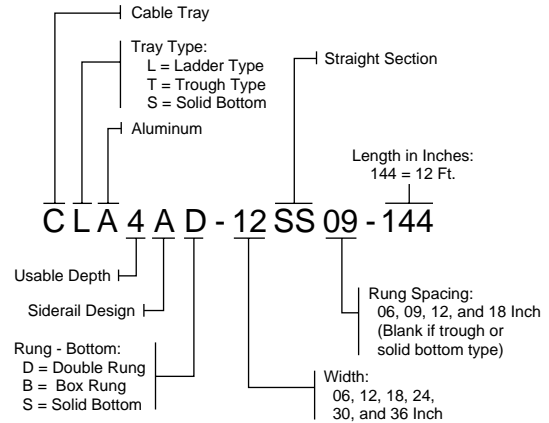 Cable Tray
Tray Type:
L = Ladder Type
T = Trough Type
S = Solid Bottom
Straight Section
Aluminum
Length in Inches:
144 = 12 Ft.
C L A 4 A D - 12 SS 09 - 144
Usable Depth
Siderail Design
Rung - Bottom:
D = Double Rung
B = Box Rung
S = Solid Bottom
Rung Spacing:
06, 09, 12, and 18 Inch
(Blank if trough or
solid bottom type)
Width:
06, 12, 18, 24,
30, and 36 Inch